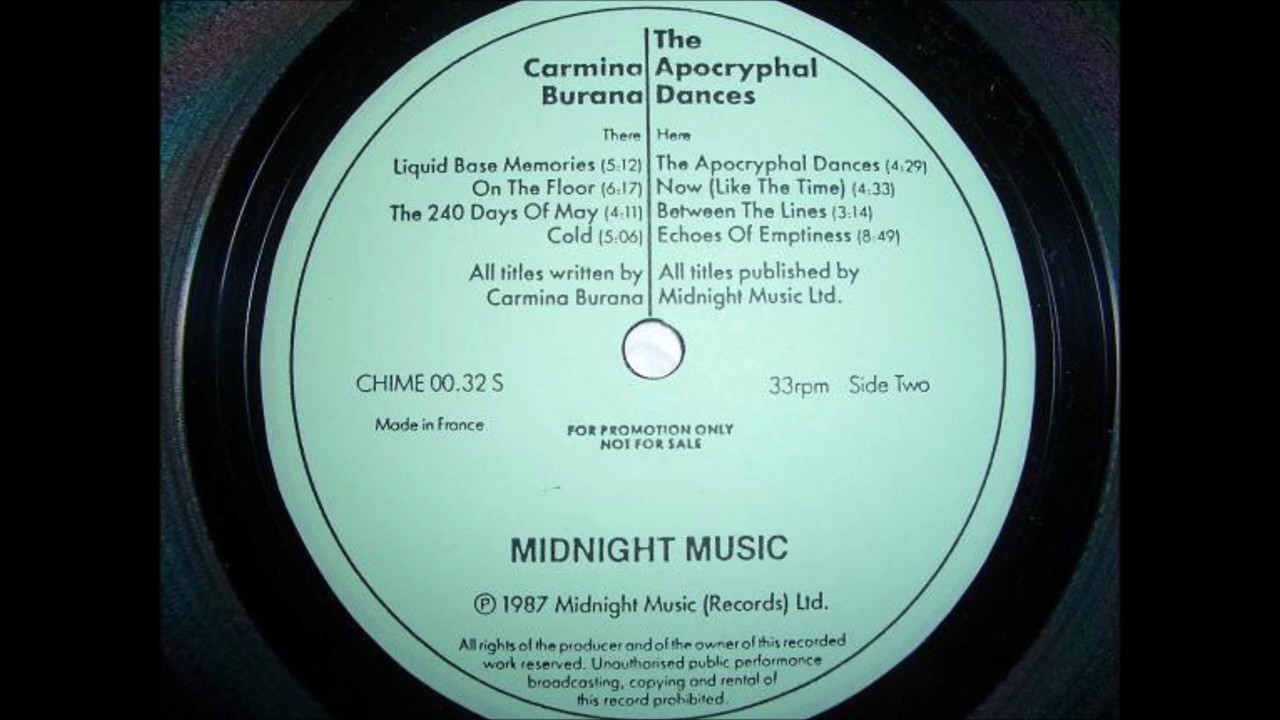 Carmina Burana
The Apocryphal Dances
There
Liquid Base Memories (5:12)
On The Floor (6:17)
The 240 Days Of May (4:11)
Cold (5:06)
All titles written by
Carmina Burana
Here
The Apocryphal Dances (4:29)
Now (Like The Time) (4:33)
Between The Lines (3:14)
Echoes Of Emptiness (8:49)
All titles published by
Midnight Music Ltd.
CHIME 00.32 S
33rpm Side Two
Made in France
FOR PROMOTION ONLY
NOT FOR SALE
MIDNIGHT MUSIC
Ⓟ 1987 Midnight Music (Records) Ltd.
All rights of the producer and of the owner of this recorded
work reserved. Unauthorised public performance
broadcasting, copying and rental of
this record prohibited.